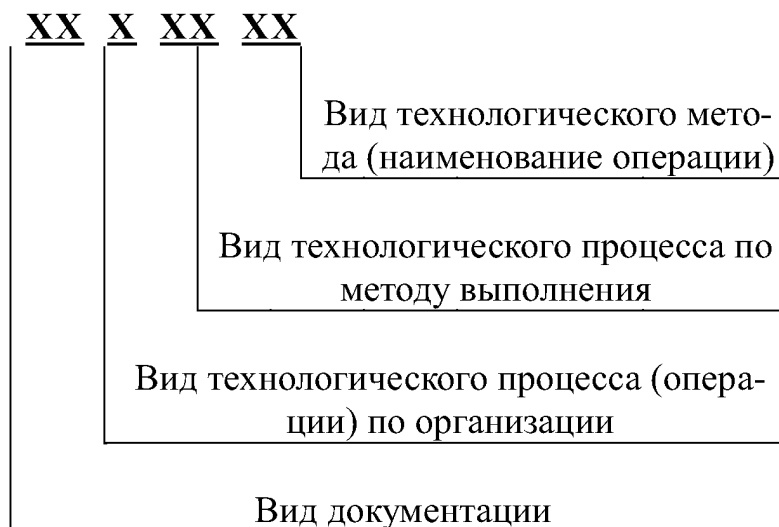 XX X XX XX
Вид технологического мето-
да (наименование операции)
Вид технологического процесса по
методу выполнения
Вид технологического процесса (опера-
ции) по организации
Вид документации